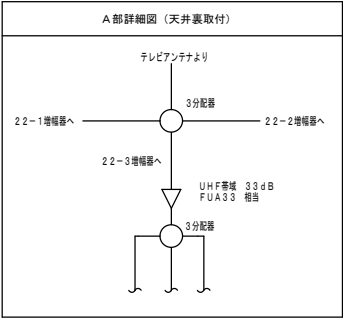 A部詳細図（天井裏取付）
テレビアンテナより
3分配器
22－1増幅器へ
22－2増幅器へ
22－3増幅器へ
UHF帯域 33dB
FUA33 相当
3分配器